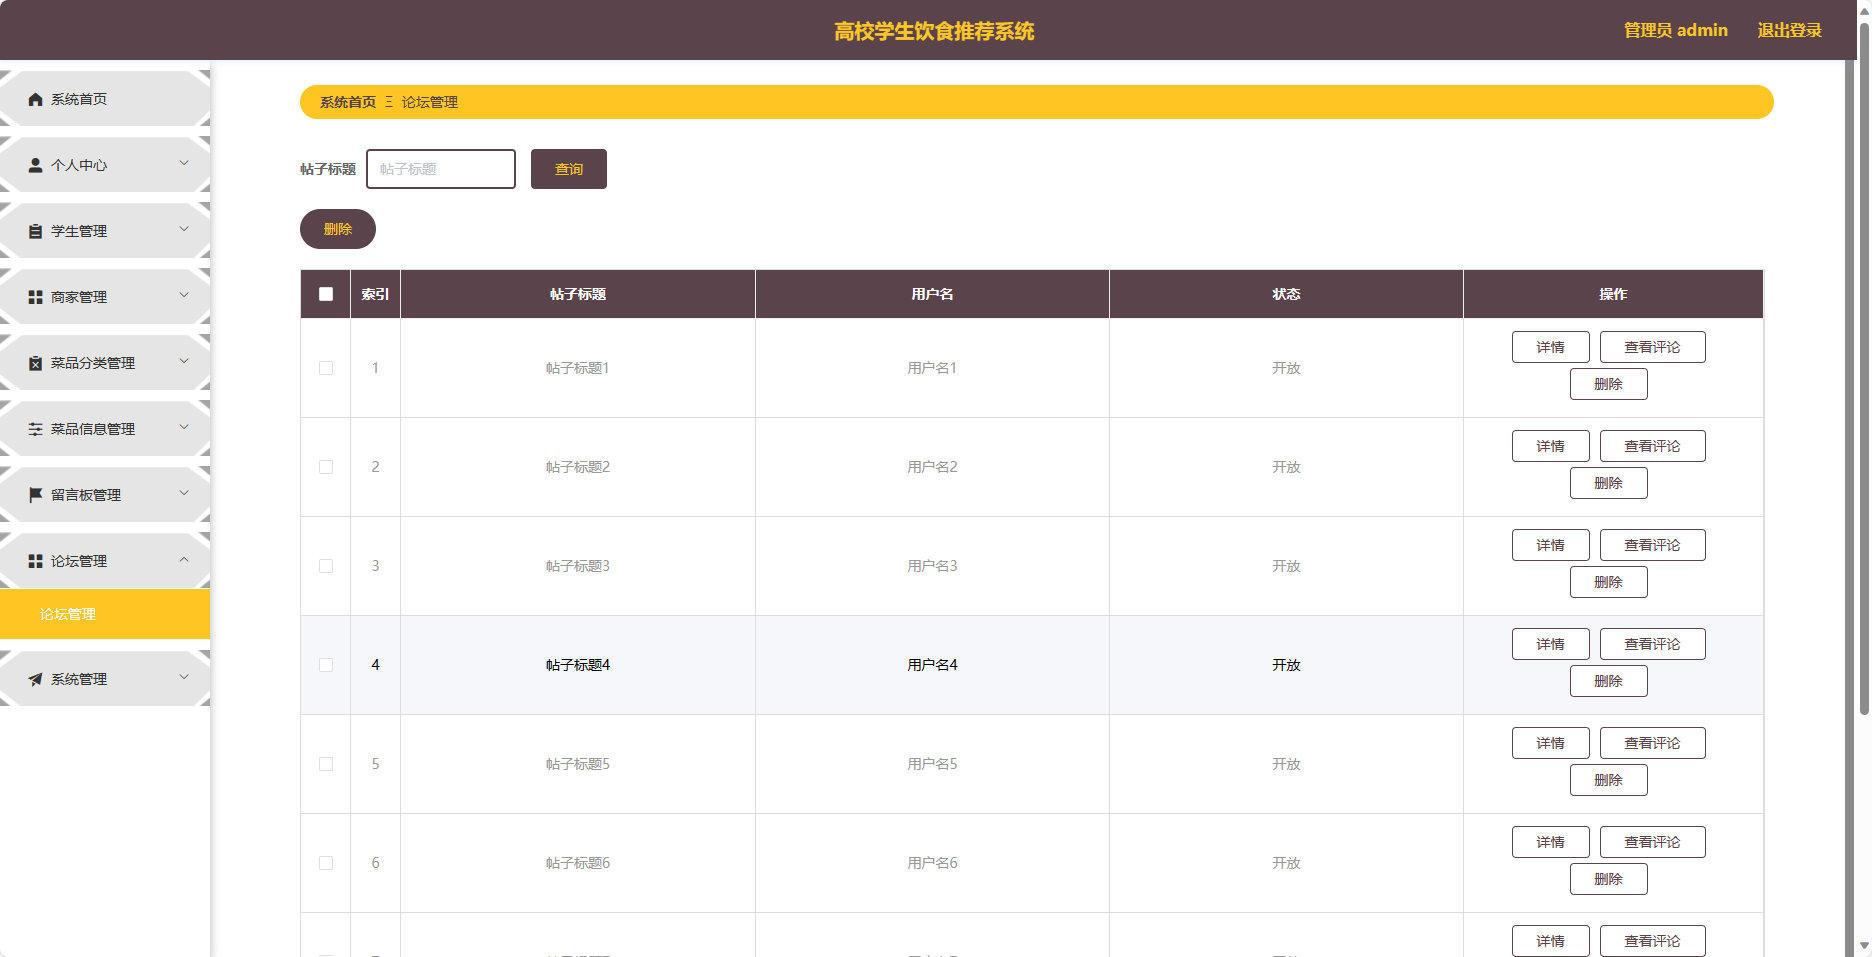 高校学生饮食推荐系统
管理员 admin 退出登录
系统首页
个人中心
学生管理
商家管理
菜品分类管理
菜品信息管理
留言板管理
论坛管理
论坛管理
系统管理
系统首页 Ξ 论坛管理
帖子标题 帖子标题 查询
删除
索引 帖子标题 用户名 状态 操作
1 帖子标题1 用户名1 开放 详情 查看评论
删除
2 帖子标题2 用户名2 开放 详情 查看评论
删除
3 帖子标题3 用户名3 开放 详情 查看评论
删除
4 帖子标题4 用户名4 开放 详情 查看评论
删除
5 帖子标题5 用户名5 开放 详情 查看评论
删除
6 帖子标题6 用户名6 开放 详情 查看评论
删除
详情 查看评论